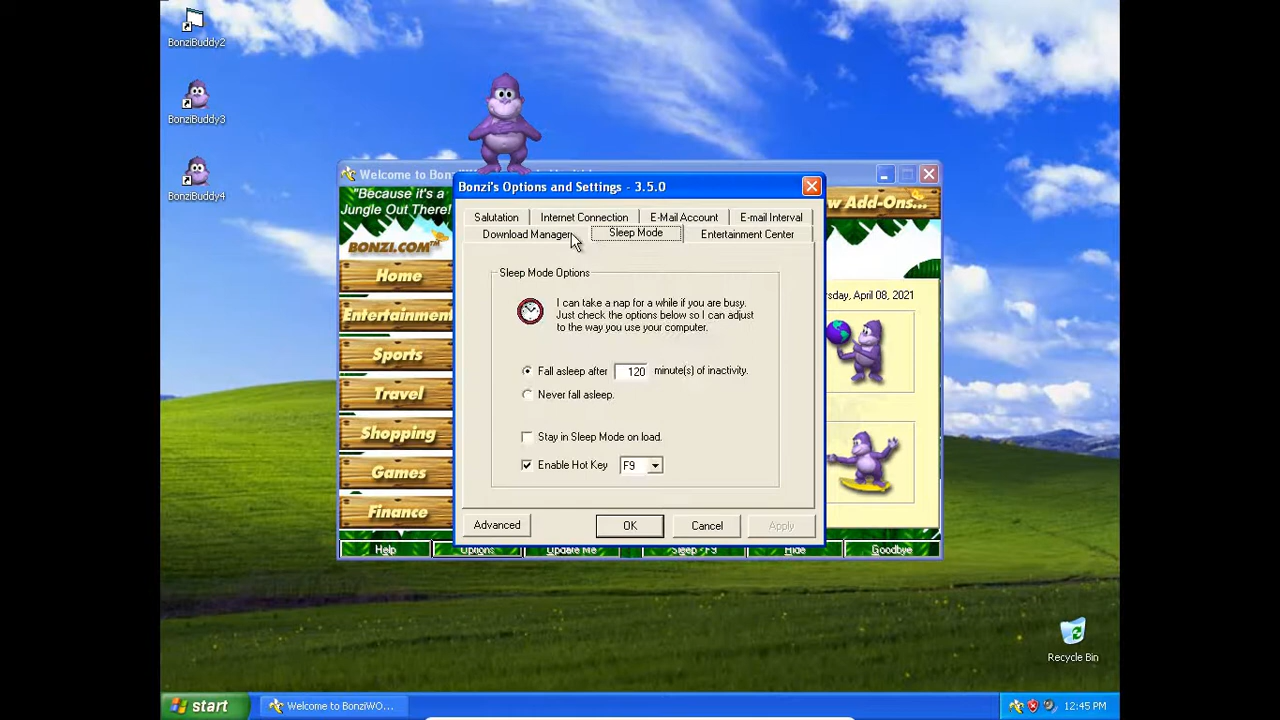 BonziBuddy2
BonziBuddy3
BonziBuddy4
"Because it's a
Jungle Out There!
BONZI.COM™
Home
Entertainment
Sports
Travel
Shopping
Games
Finance
Add-Ons...
April 08, 2021
Bonzi's Options and Settings - 3.5.0
Salutation
Internet Connection
E-Mail Account
E-mail Interval
Download Manager
Sleep Mode
Entertainment Center
Sleep Mode Options
I can take a nap for a while if you are busy.
Just check the options below so I can adjust
to the way you use your computer.
Fall asleep after 120 minute(s) of inactivity.
Never fall asleep.
Stay in Sleep Mode on load.
Enable Hot Key F9
Advanced
OK
Cancel
Apply
Help
Options
Update Me
Sleep - F9
Hide
Goodbye
Recycle Bin
start
Welcome to BonziWO...
12:45 PM